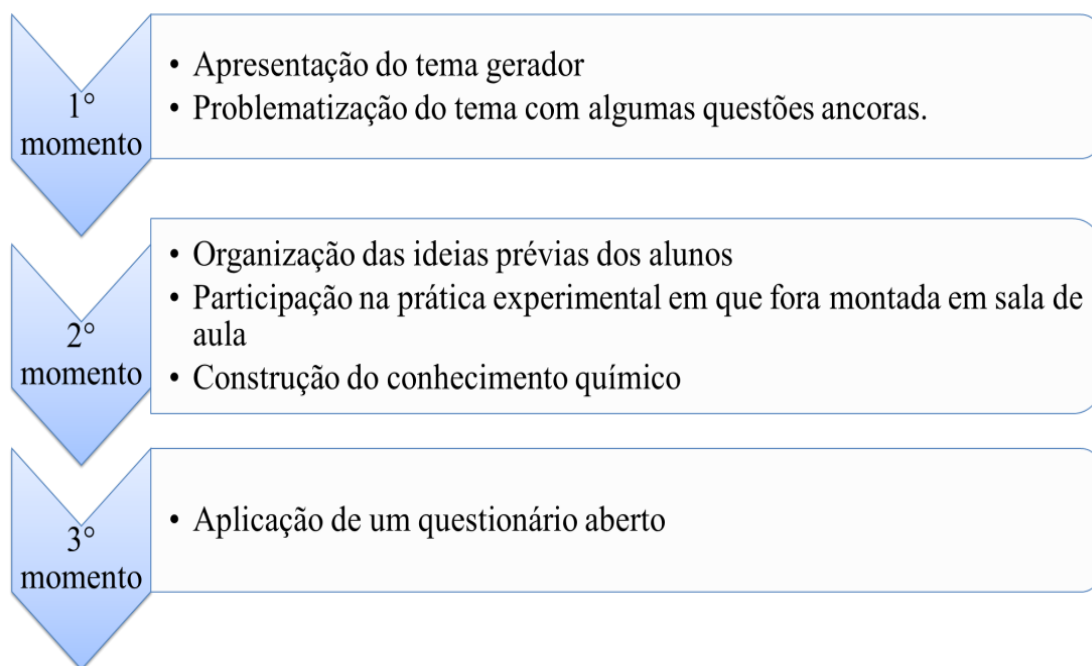 1°
momento
• Apresentação do tema gerador
• Problematização do tema com algumas questões ancoras.
2°
momento
• Organização das ideias prévias dos alunos
• Participação na prática experimental em que fora montada em sala de
aula
• Construção do conhecimento químico
3°
momento
• Aplicação de um questionário aberto